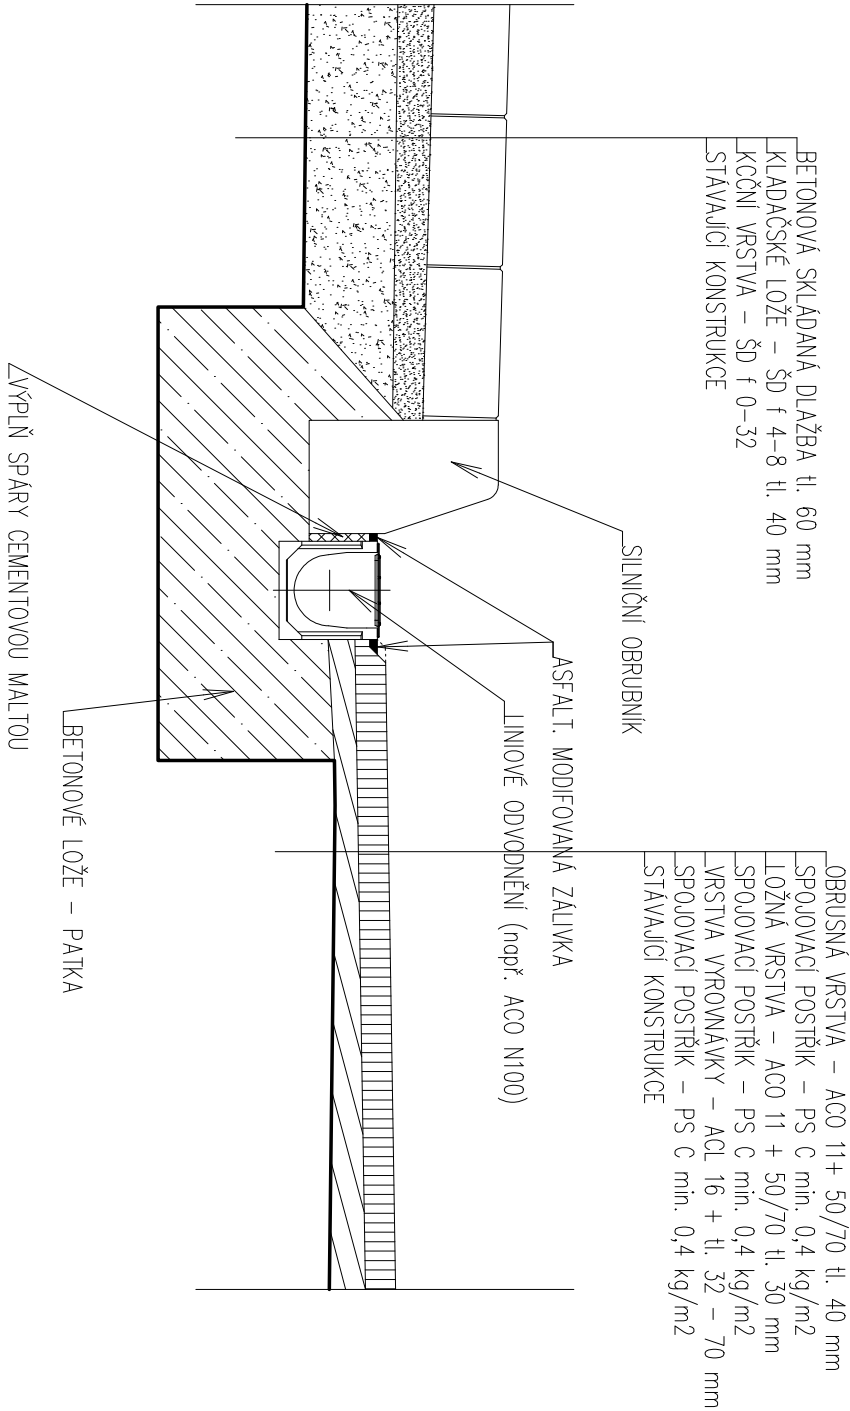 BETONOVÁ SKLÁDANÁ DLAŽBA tl. 60 mm
KLADAČSKÉ LOŽE - ŠD f 4-8 tl. 40 mm
KCČNÍ VRSTVA - ŠD f 0-32
STÁVAJÍCÍ KONSTRUKCE
OBRUSNÁ VRSTVA - ACO 11+ 50/70 tl. 40 mm
SPOJOVACÍ POSTŘIK - PS C min. 0,4 kg/m2
LOŽNÁ VRSTVA - ACO 11 + 50/70 tl. 30 mm
SPOJOVACÍ POSTŘIK - PS C min. 0,4 kg/m2
VRSTVA VYROVNÁVKY - ACL 16 + tl. 32 - 70 mm
SPOJOVACÍ POSTŘIK - PS C min. 0,4 kg/m2
STÁVAJÍCÍ KONSTRUKCE
SILNIČNÍ OBRUBNÍK
ASFALT. MODIFOVANÁ ZÁLIVKA
LINIOVÉ ODVODNĚNÍ (např. ACO N100)
BETONOVÉ LOŽE - PATKA
VÝPLŇ SPÁRY CEMENTOVOU MALTOU